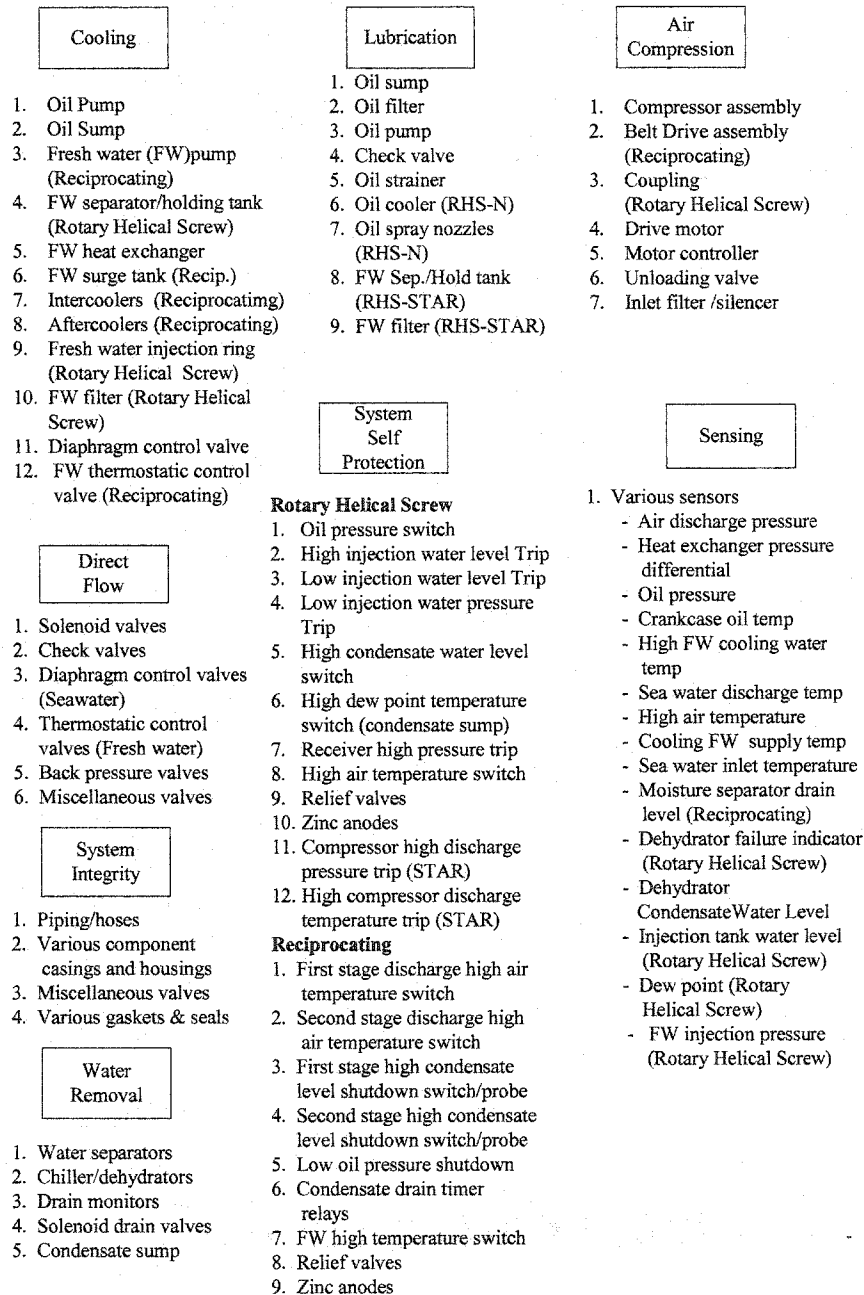 Cooling
1. Oil Pump
2. Oil Sump
3. Fresh water (FW)pump
(Reciprocating)
4. FW separator/holding tank
(Rotary Helical Screw)
5. FW heat exchanger
6. FW surge tank (Recip.)
7. Intercoolers (Reciprocatimg)
8. Aftercoolers (Reciprocating)
9. Fresh water injection ring
(Rotary Helical Screw)
10. FW filter (Rotary Helical
Screw)
11. Diaphragm control valve
12. FW thermostatic control
valve (Reciprocating)
Direct
Flow
1. Solenoid valves
2. Check valves
3. Diaphragm control valves
(Seawater)
4. Thermostatic control
valves (Fresh water)
5. Back pressure valves
6. Miscellaneous valves
System
Integrity
1. Piping/hoses
2. Various component
casings and housings
3. Miscellaneous valves
4. Various gaskets & seals
Water
Removal
1. Water separators
2. Chiller/dehydrators
3. Drain monitors
4. Solenoid drain valves
5. Condensate sump
Lubrication
1. Oil sump
2. Oil filter
3. Oil pump
4. Check valve
5. Oil strainer
6. Oil cooler (RHS-N)
7. Oil spray nozzles
(RHS-N)
8. FW Sep./Hold tank
(RHS-STAR)
9. FW filter (RHS-STAR)
System
Self
Protection
Rotary Helical Screw
1. Oil pressure switch
2. High injection water level Trip
3. Low injection water level Trip
4. Low injection water pressure
Trip
5. High condensate water level
switch
6. High dew point temperature
switch (condensate sump)
7. Receiver high pressure trip
8. High air temperature switch
9. Relief valves
10. Zinc anodes
11. Compressor high discharge
pressure trip (STAR)
12. High compressor discharge
temperature trip (STAR)
Reciprocating
1. First stage discharge high air
temperature switch
2. Second stage discharge high
air temperature switch
3. First stage high condensate
level shutdown switch/probe
4. Second stage high condensate
level shutdown switch/probe
5. Low oil pressure shutdown
6. Condensate drain timer
relays
7. FW high temperature switch
8. Relief valves
9. Zinc anodes
Air
Compression
1. Compressor assembly
2. Belt Drive assembly
(Reciprocating)
3. Coupling
(Rotary Helical Screw)
4. Drive motor
5. Motor controller
6. Unloading valve
7. Inlet filter /silencer
Sensing
1. Various sensors
- Air discharge pressure
- Heat exchanger pressure
differential
- Oil pressure
- Crankcase oil temp
- High FW cooling water
temp
- Sea water discharge temp
- High air temperature
- Cooling FW supply temp
- Sea water inlet temperature
- Moisture separator drain
level (Reciprocating)
- Dehydrator failure indicator
(Rotary Helical Screw)
- Dehydrator
CondensateWater Level
- Injection tank water level
(Rotary Helical Screw)
- Dew point (Rotary
Helical Screw)
- FW injection pressure
(Rotary Helical Screw)